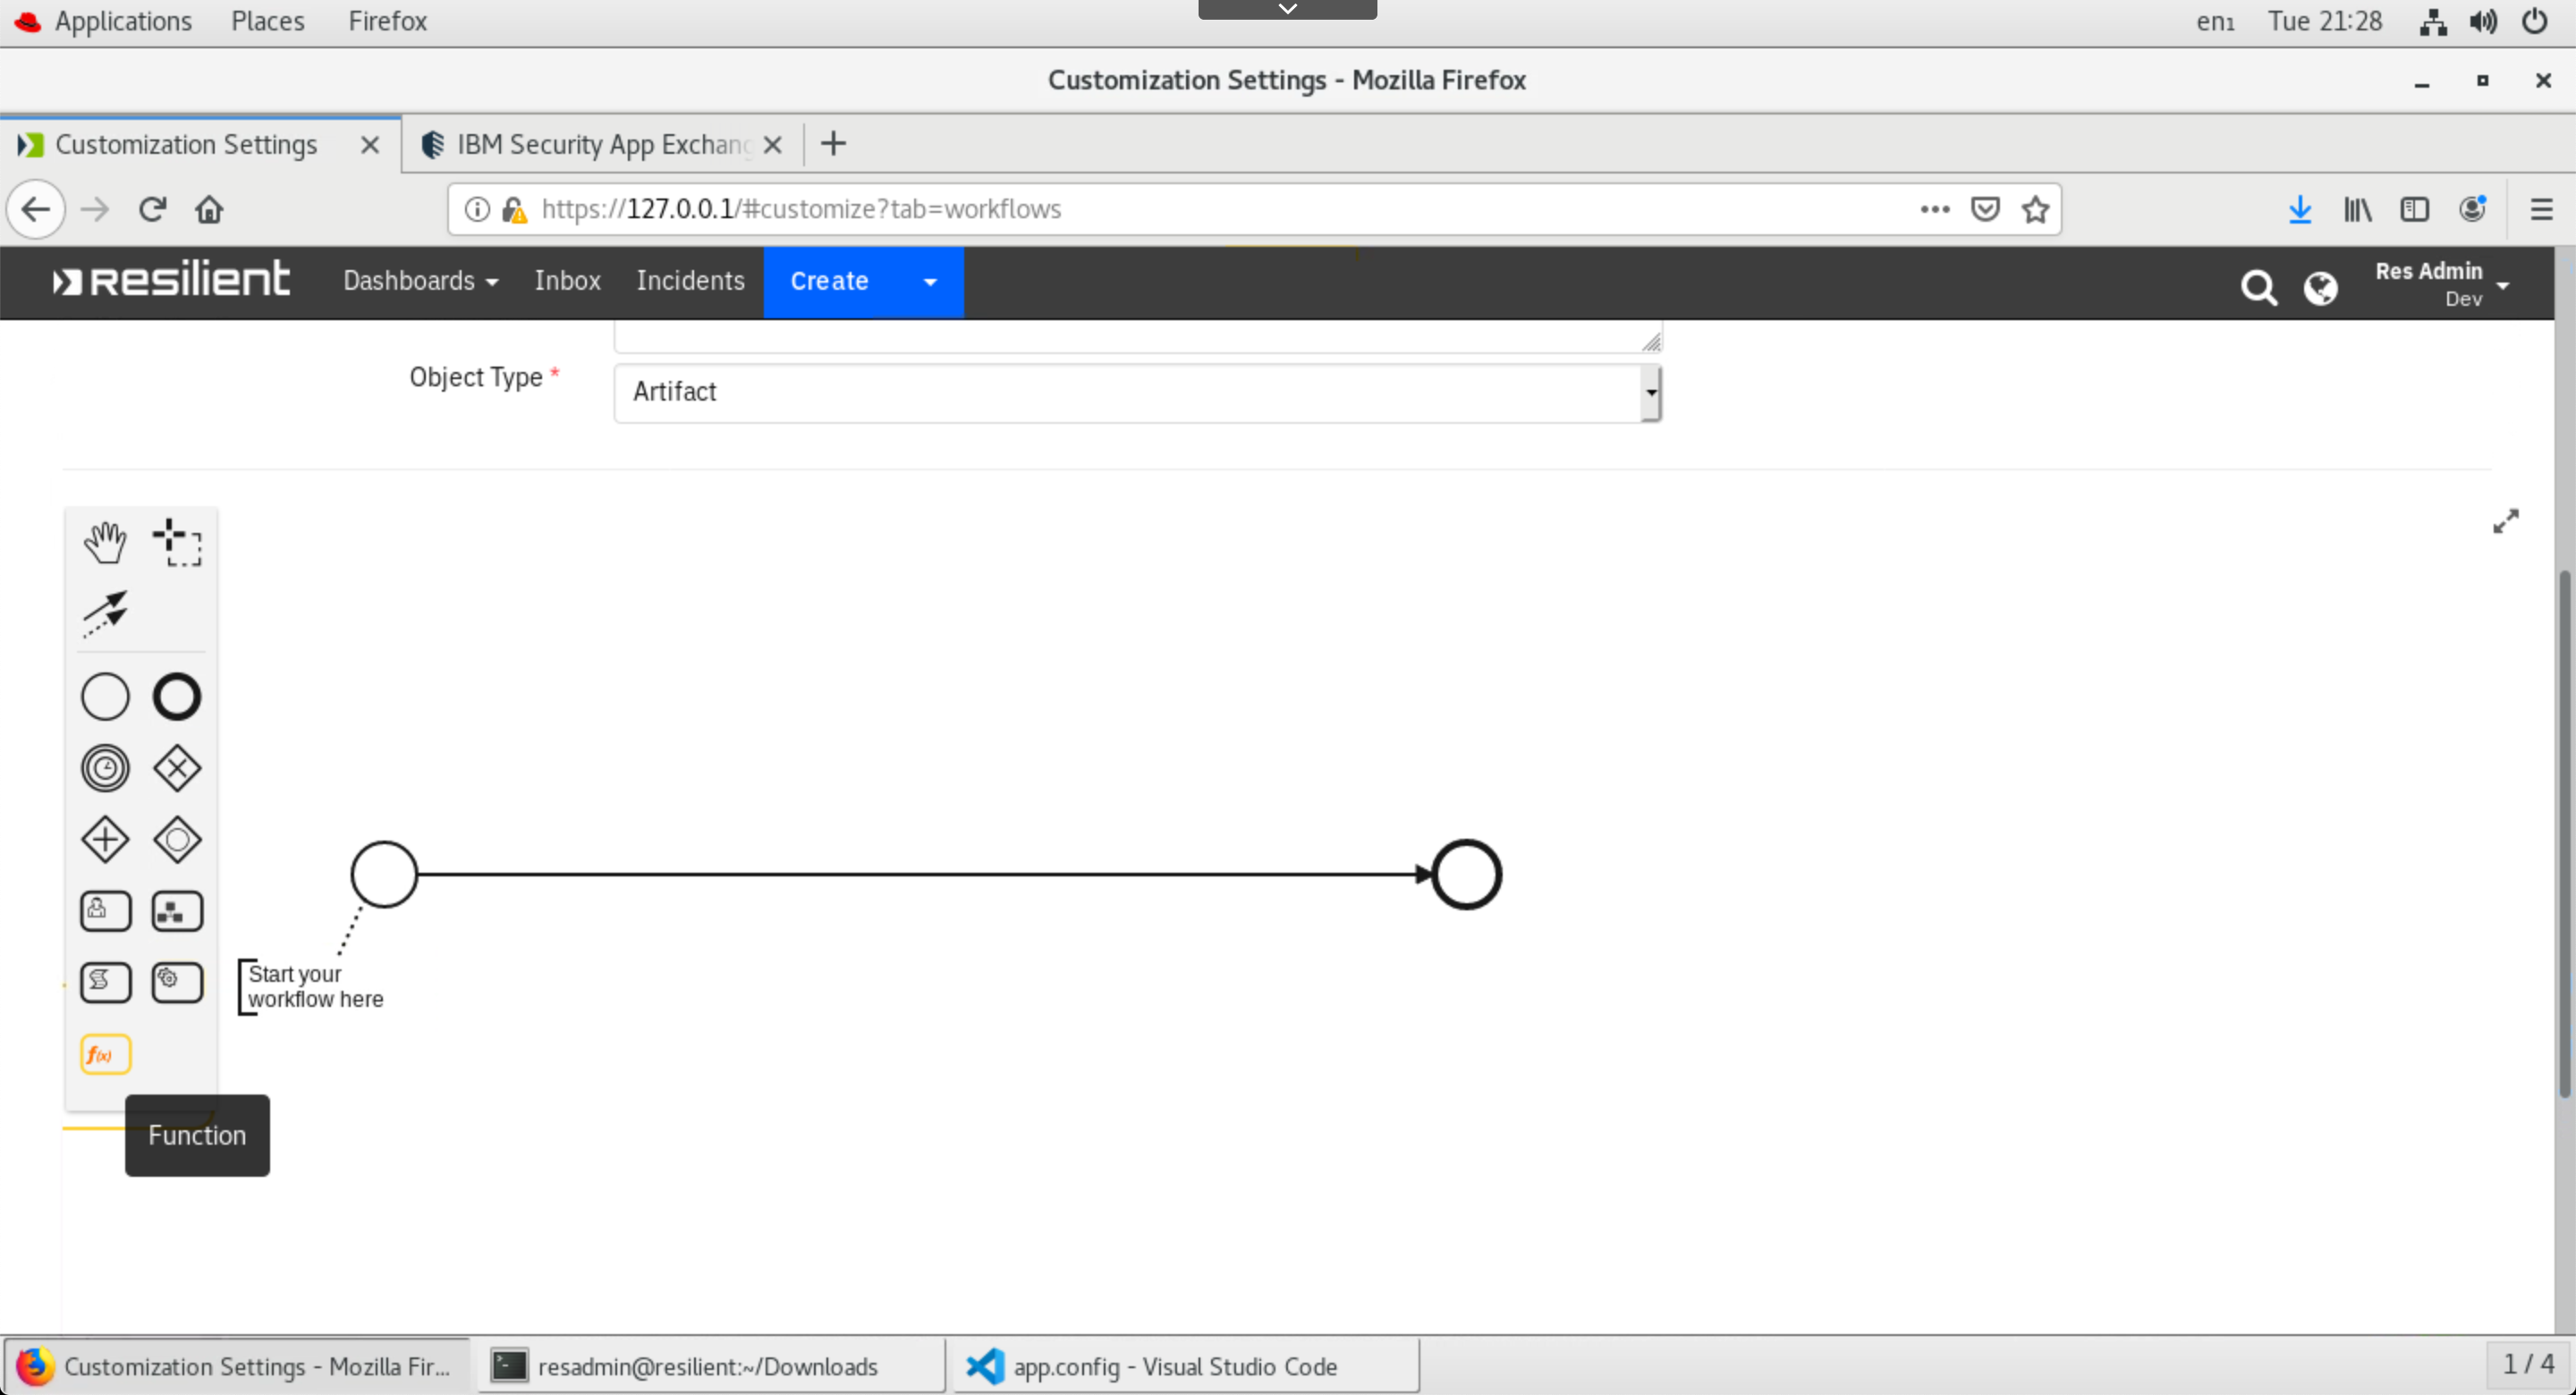 Applications Places Firefox en1 Tue 21:28
Customization Settings - Mozilla Firefox
Customization Settings IBM Security App Exchang
https://127.0.0.1/#customize?tab=workflows
resilient Dashboards Inbox Incidents Create Res Admin
Dev
Object Type *
Artifact
Start your
workflow here
f(x)
Function
Customization Settings - Mozilla Fir... resadmin@resilient:~/Downloads app.config - Visual Studio Code 1 / 4